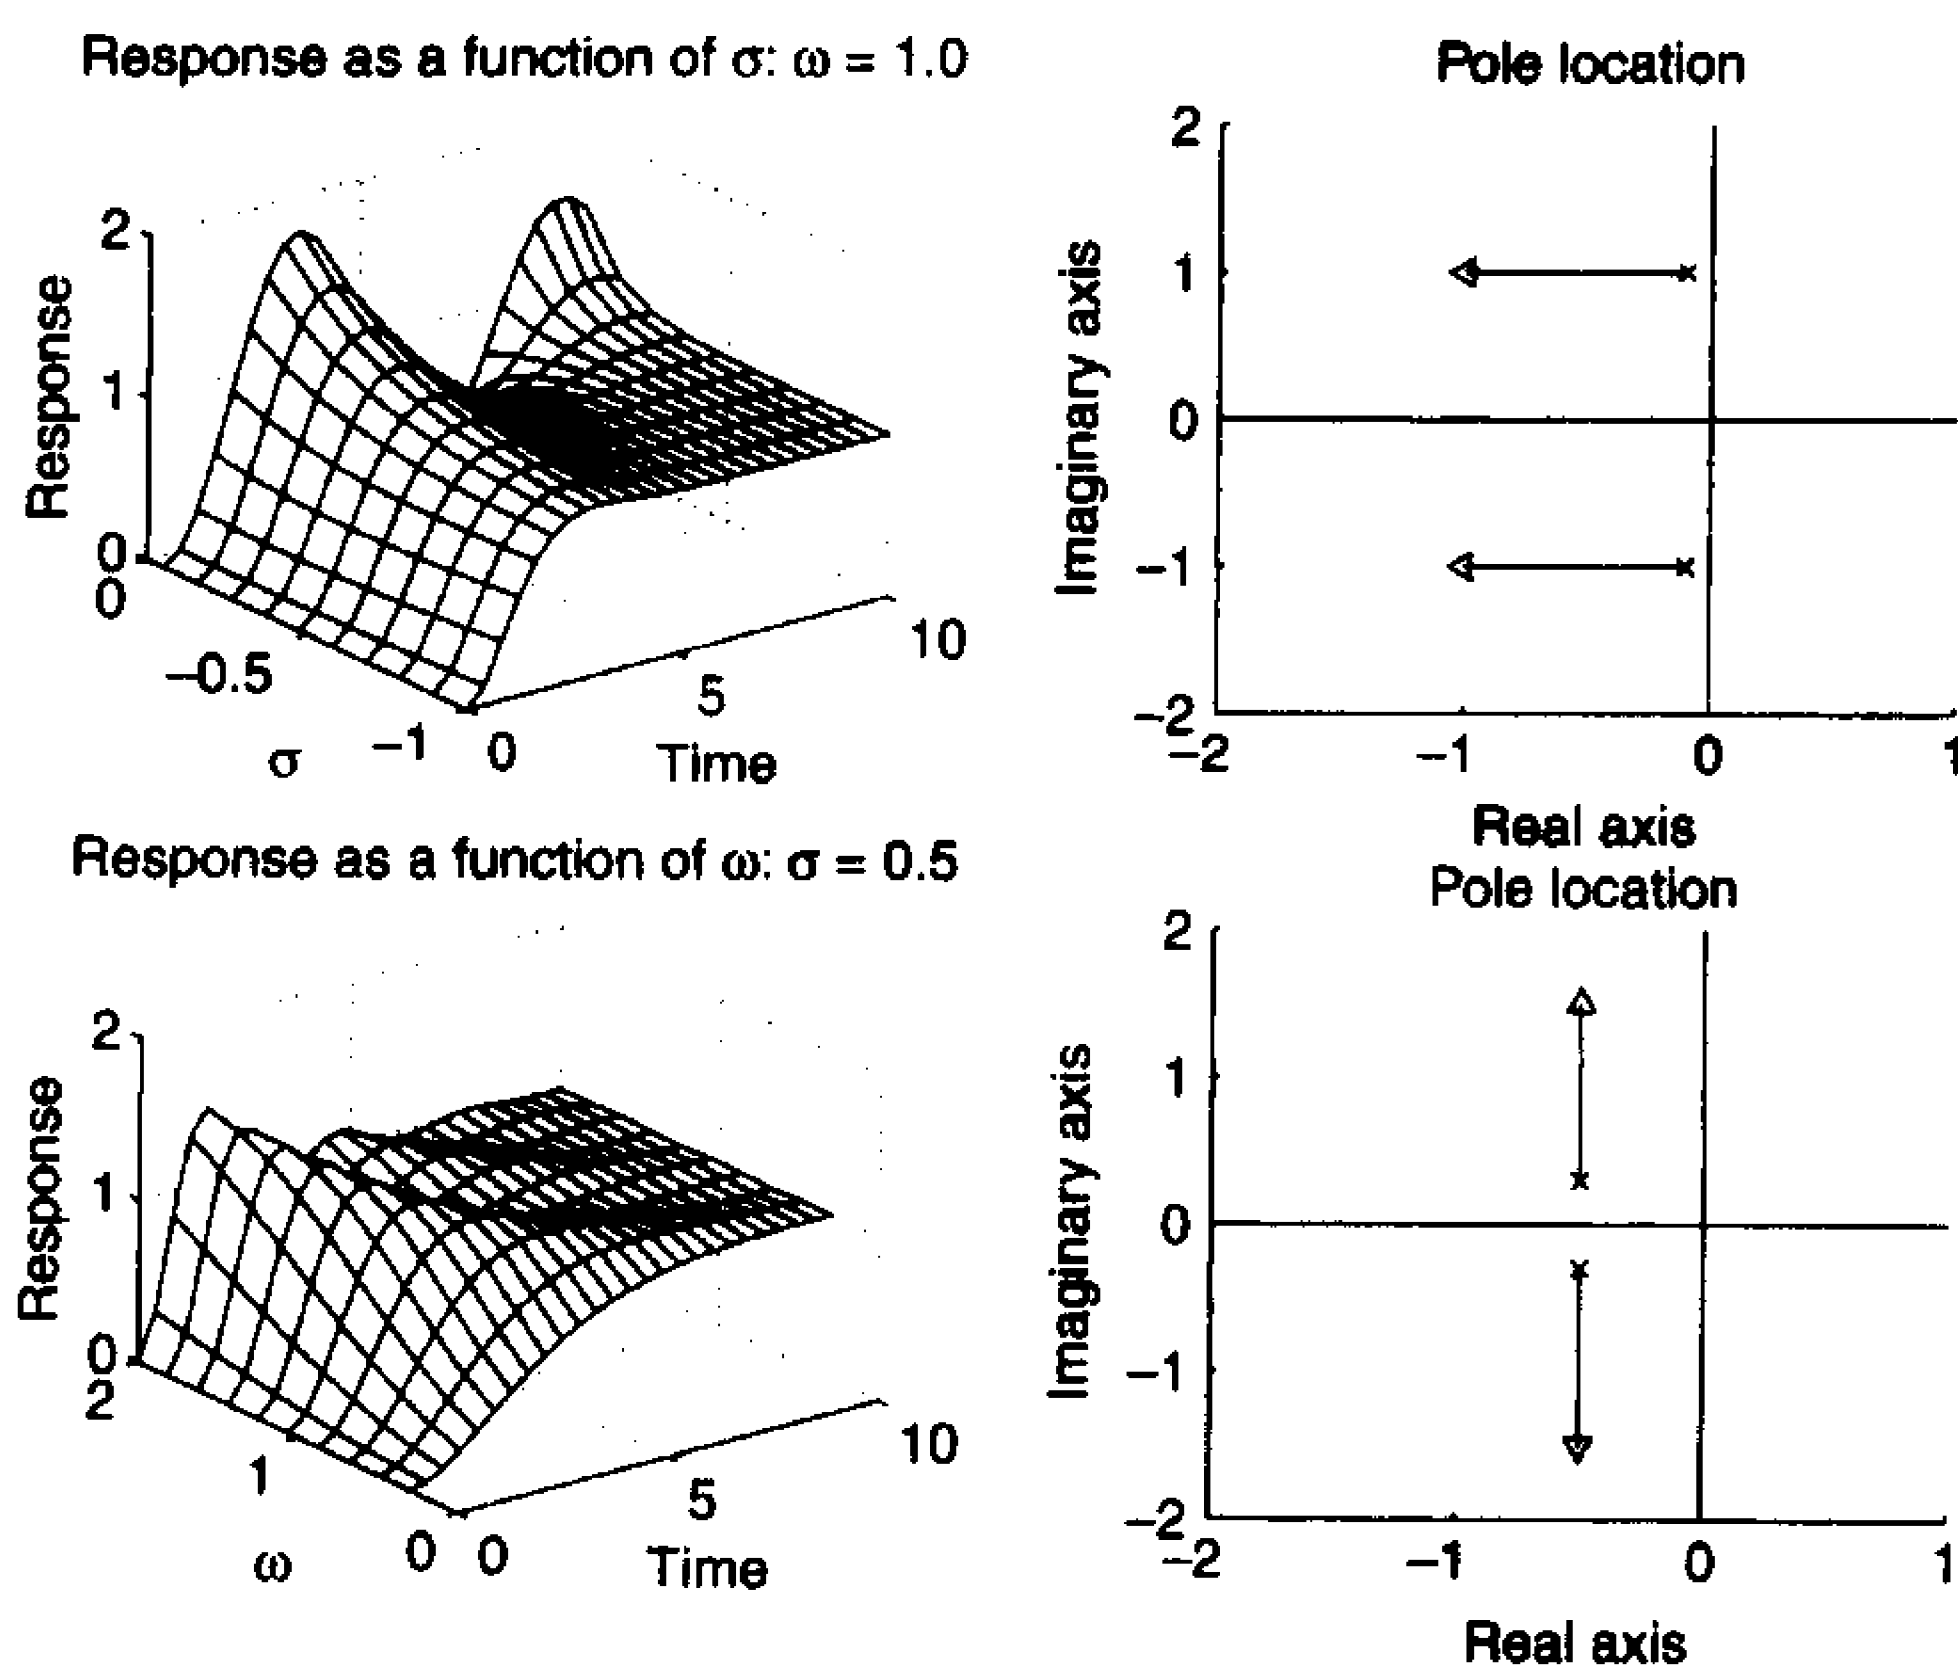 Response as a function of σ: ω = 1.0
Response
2
1
0
0
−0.5
−1
σ
0
5
10
Time
Pole location
Imaginary axis
2
1
0
−1
−2
−2
−1
0
1
Real axis
Response as a function of ω: σ = 0.5
Response
2
1
0
2
1
0
ω
0
5
10
Time
Pole location
Imaginary axis
2
1
0
−1
−2
−2
−1
0
1
Real axis